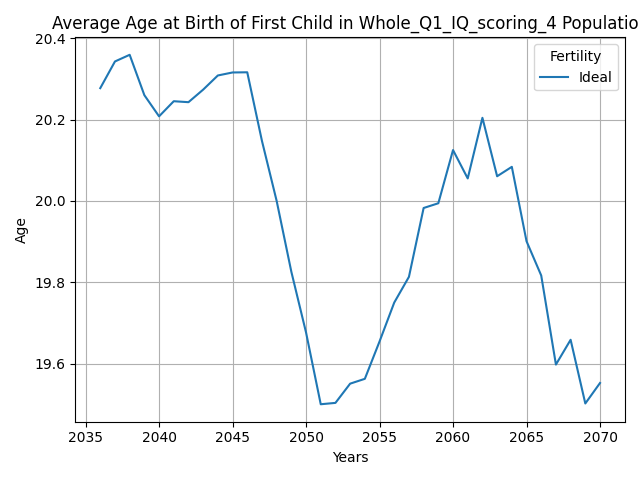 Average Age at Birth of First Child in Whole_Q1_IQ_scoring_4 Populatio
Fertility
Ideal
20.4
20.2
20.0
19.8
19.6
Age
2035 2040 2045 2050 2055 2060 2065 2070
Years